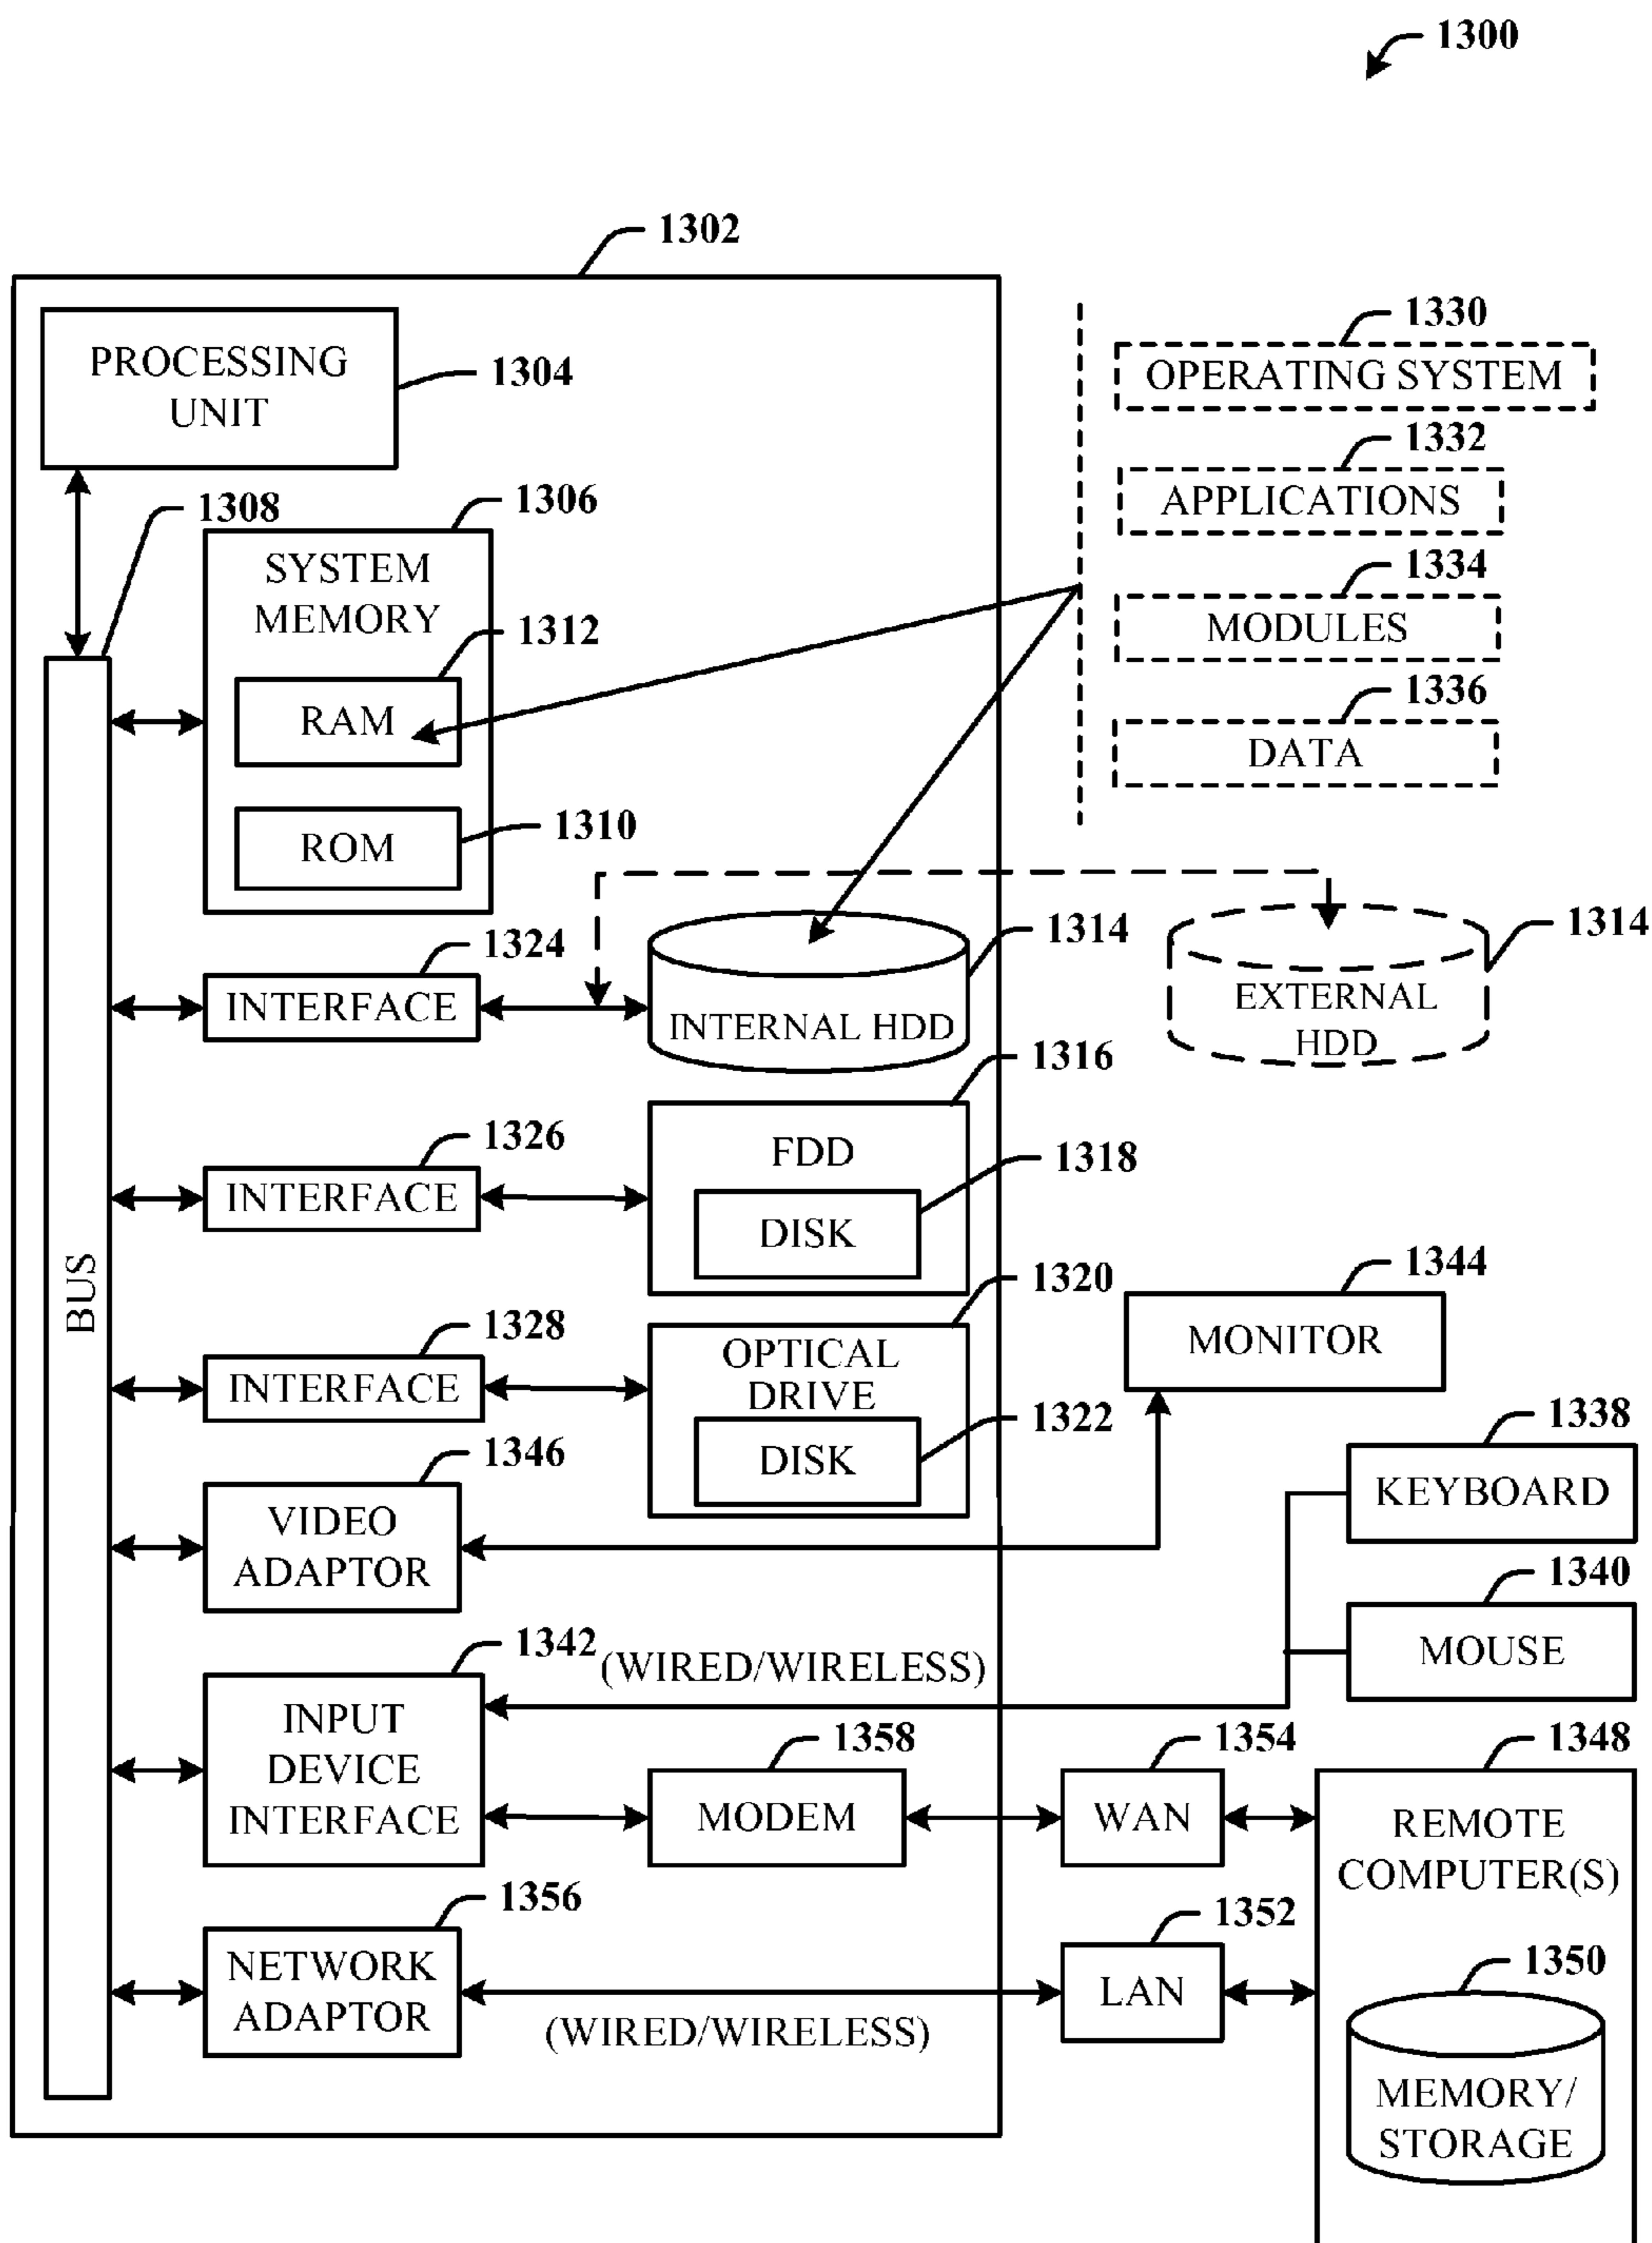 1300
1302
PROCESSING
UNIT
1304
1330
OPERATING SYSTEM
1332
APPLICATIONS
1334
MODULES
1336
DATA
1308
1306
SYSTEM
MEMORY
1312
RAM
1310
ROM
1324
INTERFACE
1314
INTERNAL HDD
1314
EXTERNAL
HDD
1326
INTERFACE
1316
FDD
1318
DISK
BUS
1328
INTERFACE
1320
OPTICAL
DRIVE
1322
DISK
1344
MONITOR
1346
VIDEO
ADAPTOR
1338
KEYBOARD
1340
MOUSE
1342
(WIRED/WIRELESS)
INPUT
DEVICE
INTERFACE
1358
MODEM
1354
WAN
1348
REMOTE
COMPUTER(S)
1356
NETWORK
ADAPTOR
(WIRED/WIRELESS)
1352
LAN
1350
MEMORY/
STORAGE